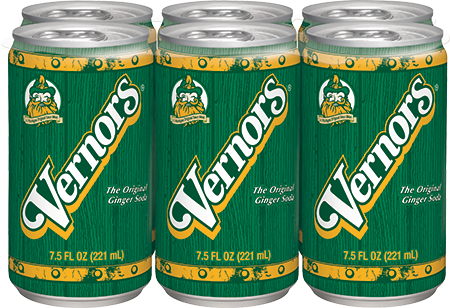 Vernors®
The Original
Ginger Soda
7.5 FL OZ (221 mL)
Vernors®
The Original
Ginger Soda
7.5 FL OZ (221 mL)
Vernors
The Original
Ginger Soda
7.5 FL OZ (221 mL)